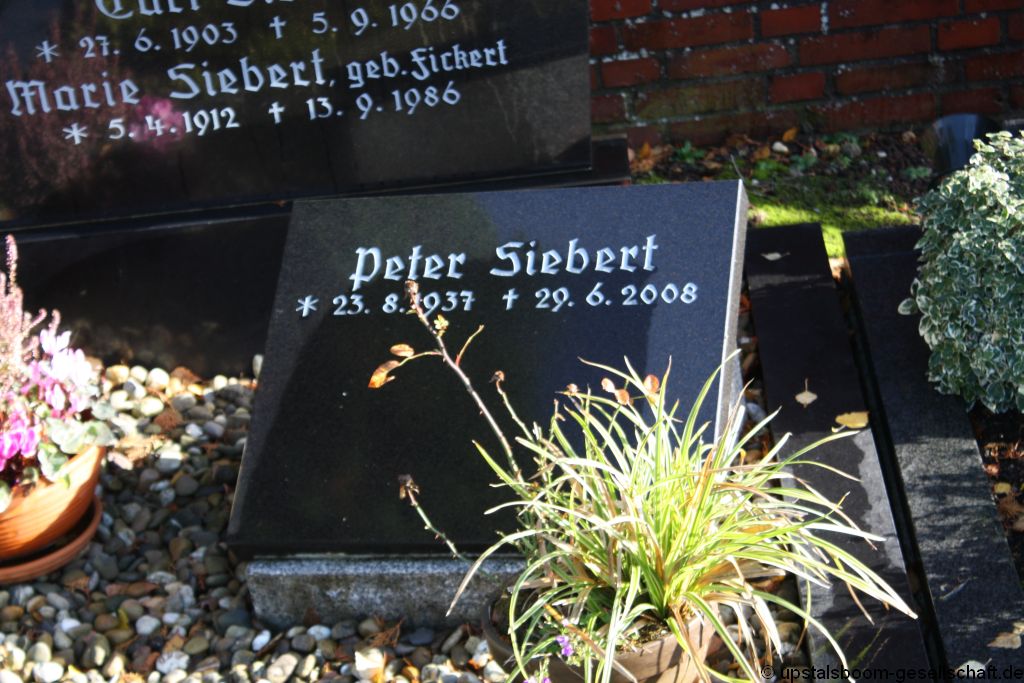 * 27. 6. 1903 † 5. 9. 1966
Marie Siebert, geb. Fickert
* 5. 4. 1912 † 13. 9. 1986
Peter Siebert
* 23. 8. 1937 † 29. 6. 2008
© upstalsboom-gesellschaft.de